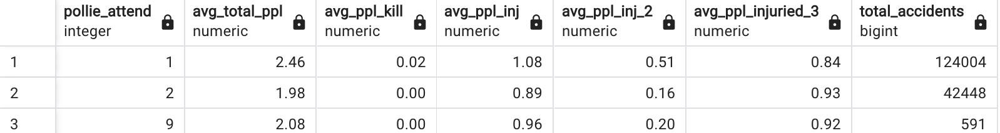 pollie_attend avg_total_ppl avg_ppl_kill avg_ppl_inj avg_ppl_inj_2 avg_ppl_injuried_3 total_accidents
integer numeric numeric numeric numeric numeric bigint
1 1 2.46 0.02 1.08 0.51 0.84 124004
2 2 1.98 0.00 0.89 0.16 0.93 42448
3 9 2.08 0.00 0.96 0.20 0.92 591